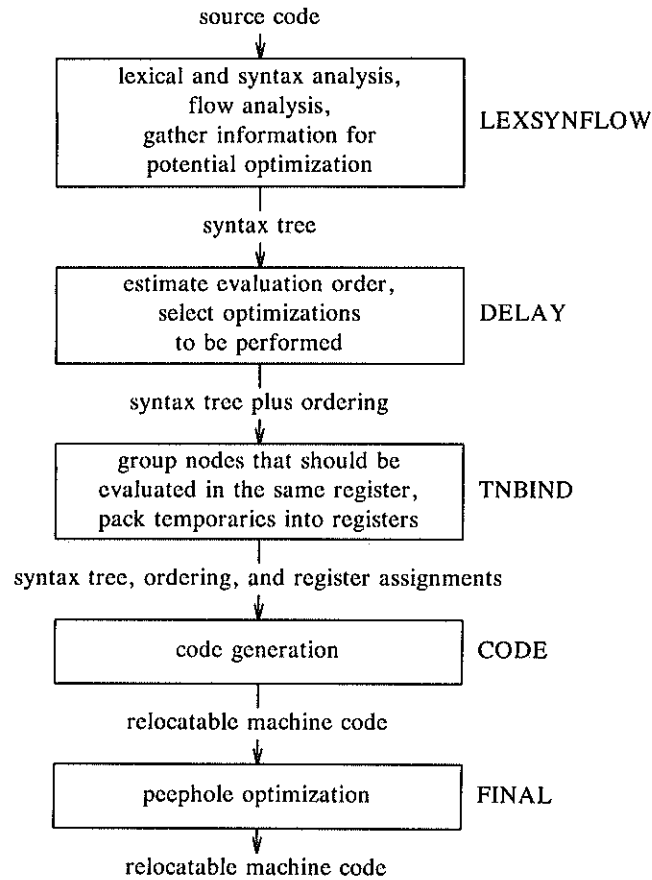 source code
lexical and syntax analysis,
flow analysis,
gather information for
potential optimization
LEXSYNFLOW
syntax tree
estimate evaluation order,
select optimizations
to be performed
DELAY
syntax tree plus ordering
group nodes that should be
evaluated in the same register,
pack temporaries into registers
TNBIND
syntax tree, ordering, and register assignments
code generation
CODE
relocatable machine code
peephole optimization
FINAL
relocatable machine code